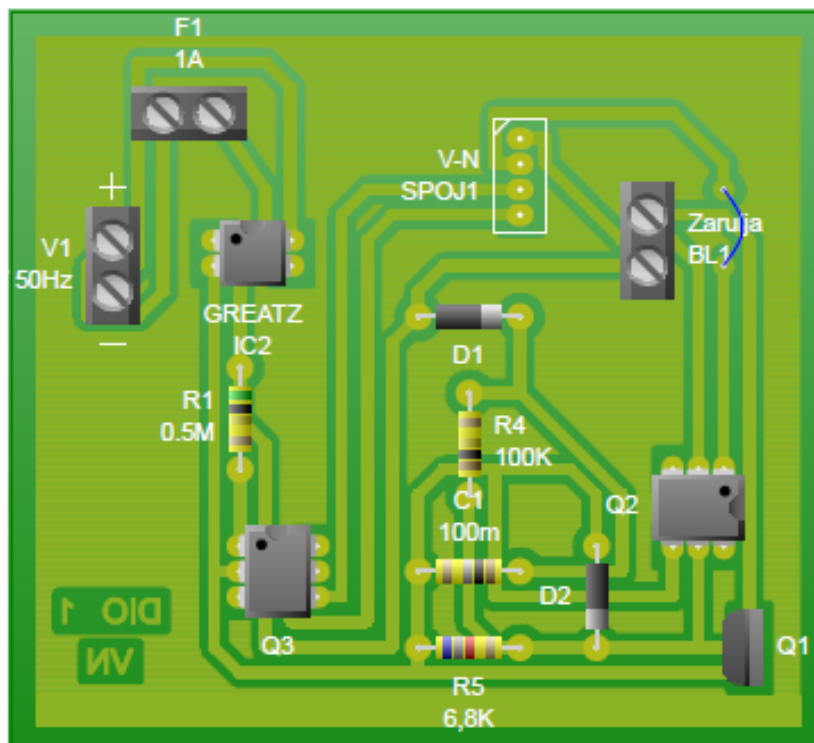 F1
1A
V-N
SPOJ1
+
V1
50Hz
−
Zarulja
BL1
GREATZ
IC2
D1
R1
0.5M
R4
100K
C1
100m
Q2
D2
Q3
Q1
R5
6,8K
DIO 1
VN